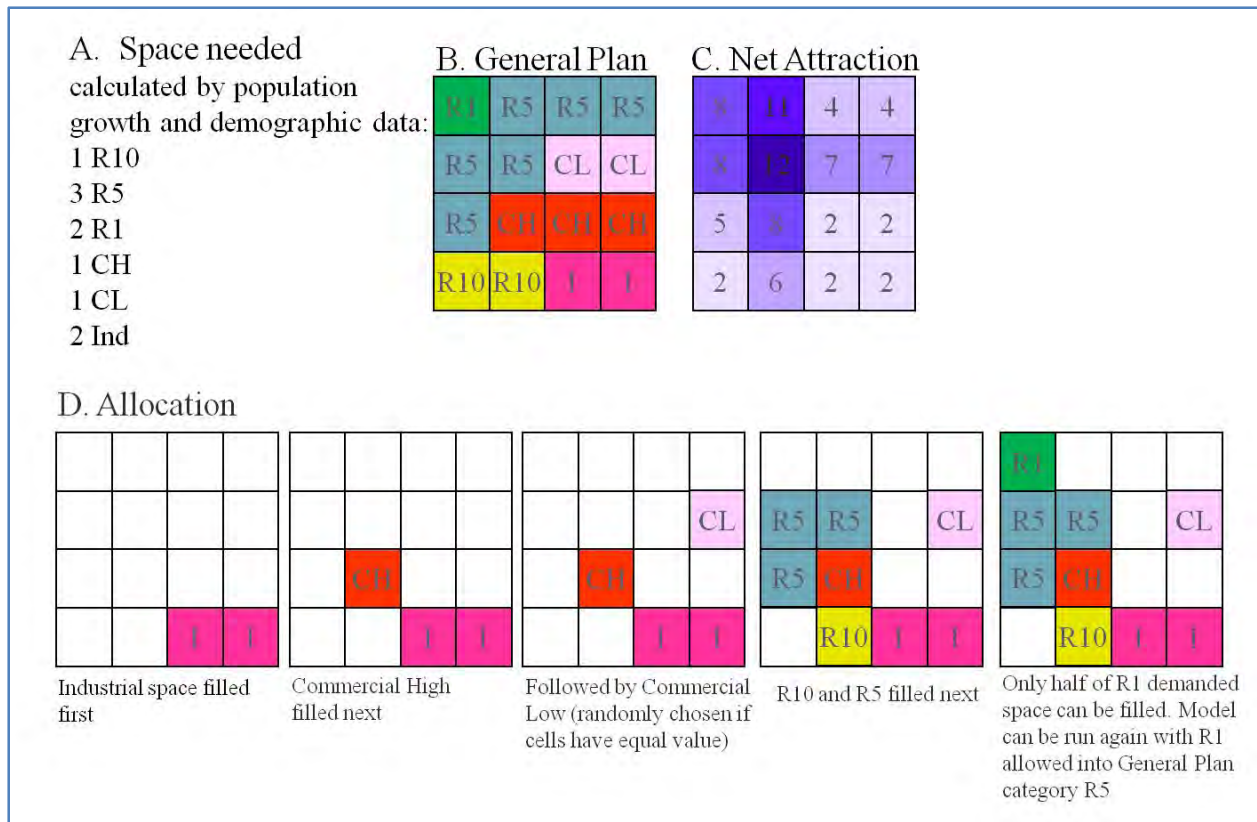 A. Space needed
calculated by population
growth and demographic data:
1 R10
3 R5
2 R1
1 CH
1 CL
2 Ind
B. General Plan
R1 R5 R5 R5
R5 R5 CL CL
R5 CH CH CH
R10 R10 I I
C. Net Attraction
8 11 4 4
8 12 7 7
5 8 2 2
2 6 2 2
D. Allocation
I I
Industrial space filled
first
CH
I I
Commercial High
filled next
CL
CH
I I
Followed by Commercial
Low (randomly chosen if
cells have equal value)
R5 R5 CL
R5 CH
R10 I I
R10 and R5 filled next
R1
R5 R5 CL
R5 CH
R10 I I
Only half of R1 demanded
space can be filled. Model
can be run again with R1
allowed into General Plan
category R5